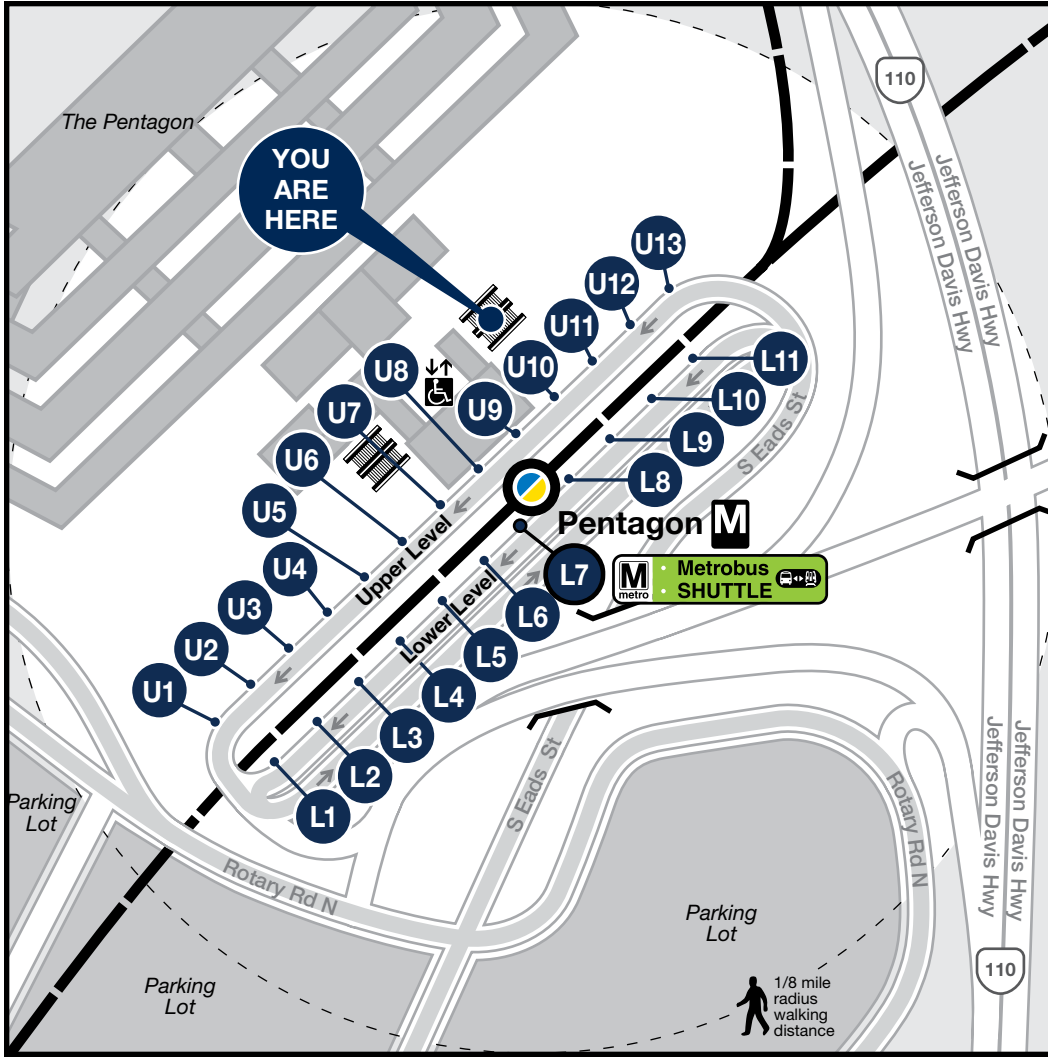 The Pentagon
YOU
ARE
HERE
110
Jefferson Davis Hwy
Jefferson Davis Hwy
U13
U12
U11
U10
U9
U8
U7
U6
U5
U4
U3
U2
U1
L11
L10
L9
L8
L7
L6
L5
L4
L3
L2
L1
S Eads St
Upper Level
Lower Level
Pentagon M
M
metro
Metrobus
SHUTTLE
S Eads St
Jefferson Davis Hwy
Jefferson Davis Hwy
Rotary Rd N
Rotary Rd N
Parking
Lot
Parking
Lot
Parking
Lot
110
1/8 mile
radius
walking
distance